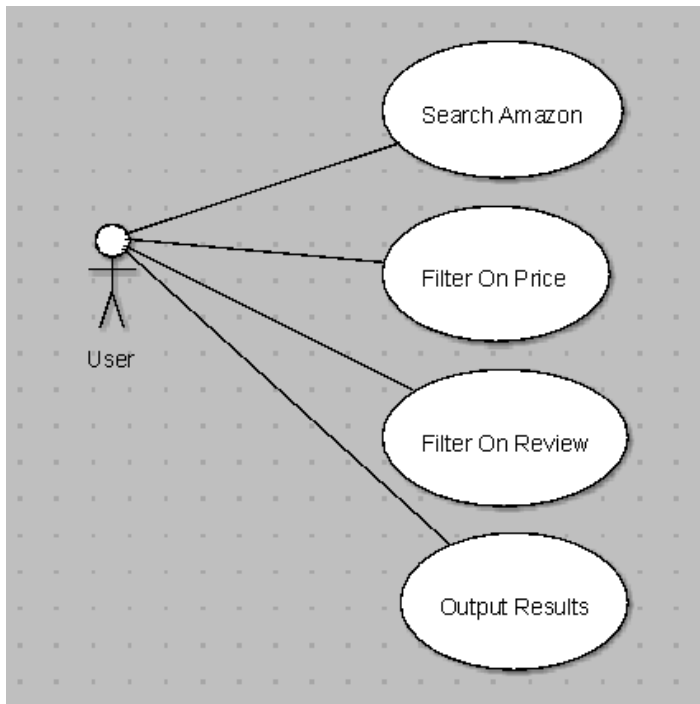 Search Amazon
Filter On Price
User
Filter On Review
Output Results